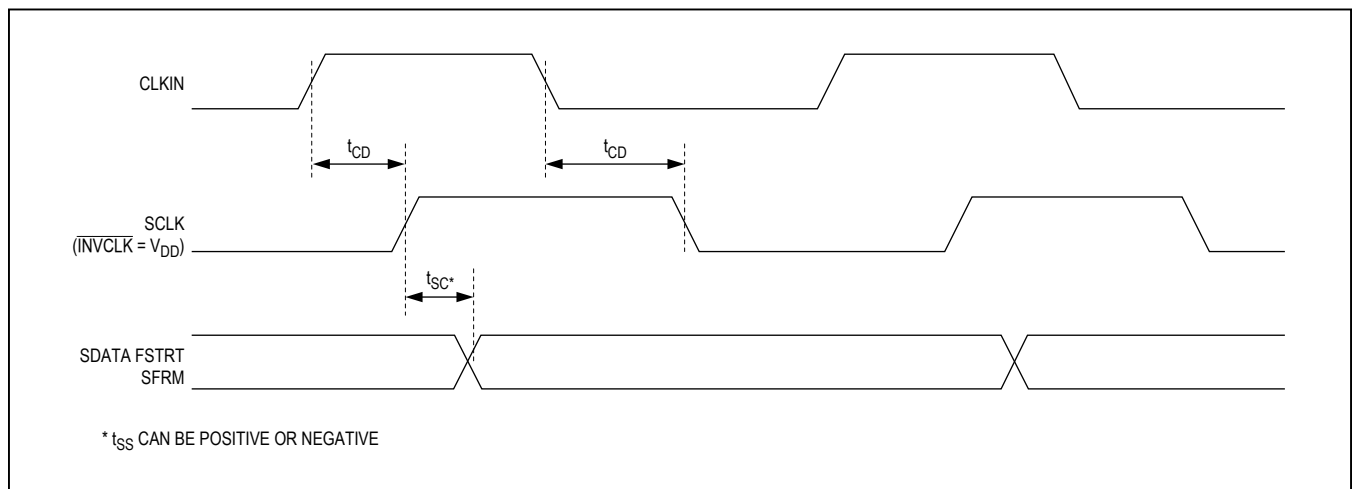 CLKIN
tCD
tCD
SCLK
(INVCLK = VDD)
tSC*
SDATA FSTRT
SFRM
* tSS CAN BE POSITIVE OR NEGATIVE